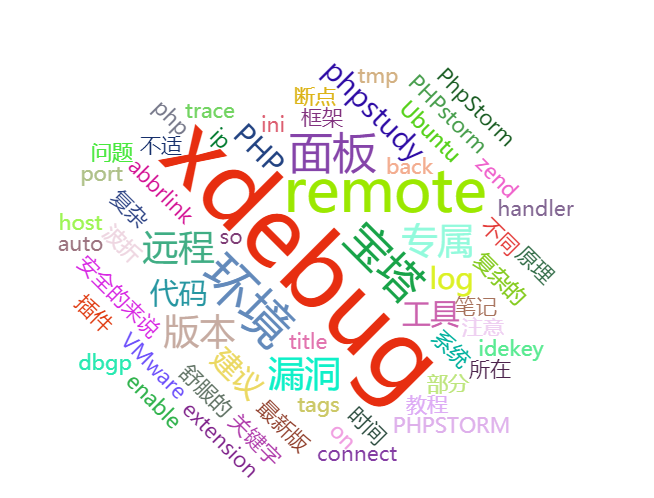 tmp
phpstudy
PHPstorm
PhpStorm
断点
Ubuntu
trace
php
ip
PHP
ini
框架
面板
不适
问题
port
abbrlink
back
zend
xdebug
remote
handler
复杂
host
auto
波折
远程
so
宝塔
专属
不同
原理
安全的来说
环境
log
复杂的
代码
插件
版本
工具
笔记
注意
title
系统
idekey
dbgp
VMware
建议
漏洞
所在
enable
舒服的
tags
部分
教程
extension
关键字
最新版
时间
on
PHPSTORM
connect